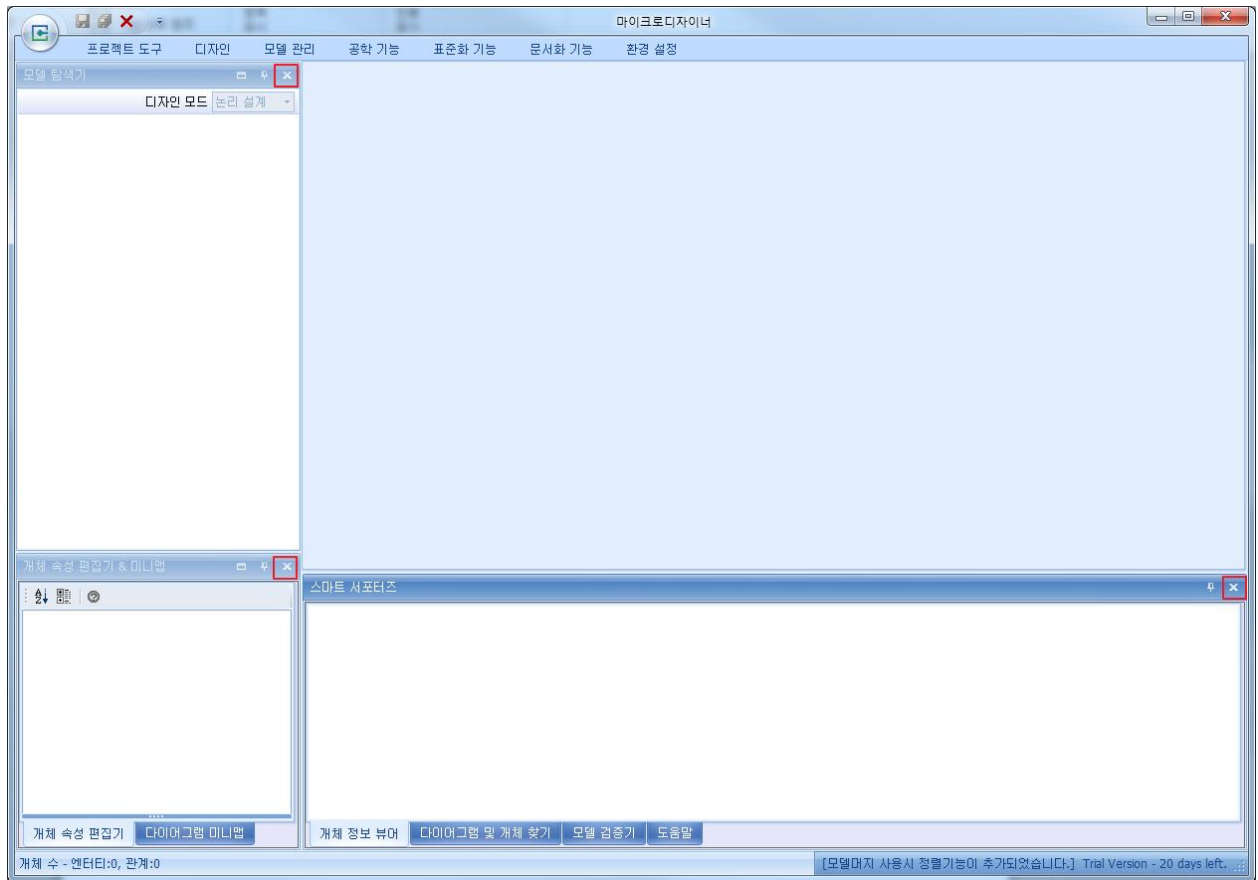 마이크로디자이너
프로젝트 도구 디자인 모델 관리 공학 기능 표준화 기능 문서화 기능 환경 설정
모델 탐색기
디자인 모드 논리 설계
개체 속성 편집기 & 미니맵
스마트 서포터즈
개체 속성 편집기 다이어그램 미니맵
개체 정보 뷰어 다이어그램 및 개체 찾기 모델 검증기 도움말
개체 수 - 엔터티:0, 관계:0
[모델머지 사용시 정렬기능이 추가되었습니다.] Trial Version - 20 days left.